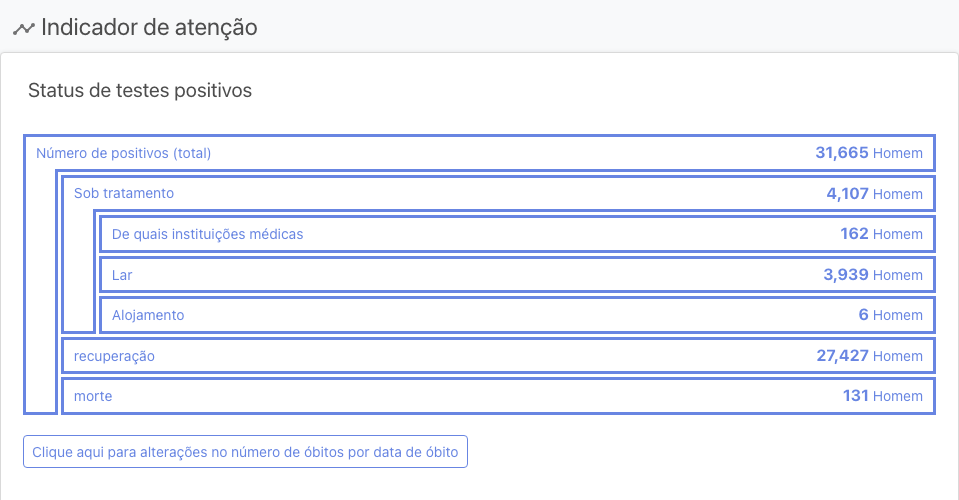 Indicador de atenção
Status de testes positivos
Número de positivos (total) 31,665 Homem
Sob tratamento 4,107 Homem
De quais instituições médicas 162 Homem
Lar 3,939 Homem
Alojamento 6 Homem
recuperação 27,427 Homem
morte 131 Homem
Clique aqui para alterações no número de óbitos por data de óbito